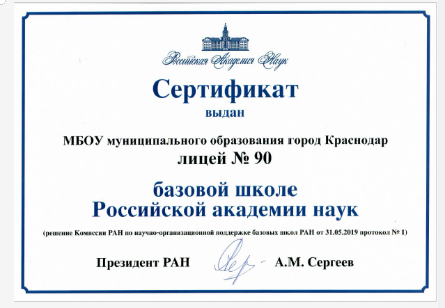 Российская Академия Наук
Сертификат
выдан
МБОУ муниципального образования город Краснодар
лицей № 90
базовой школе
Российской академии наук
(решение Комиссии РАН по научно-организационной поддержке базовых школ РАН от 31.05.2019 протокол № 1)
Президент РАН А.М. Сергеев